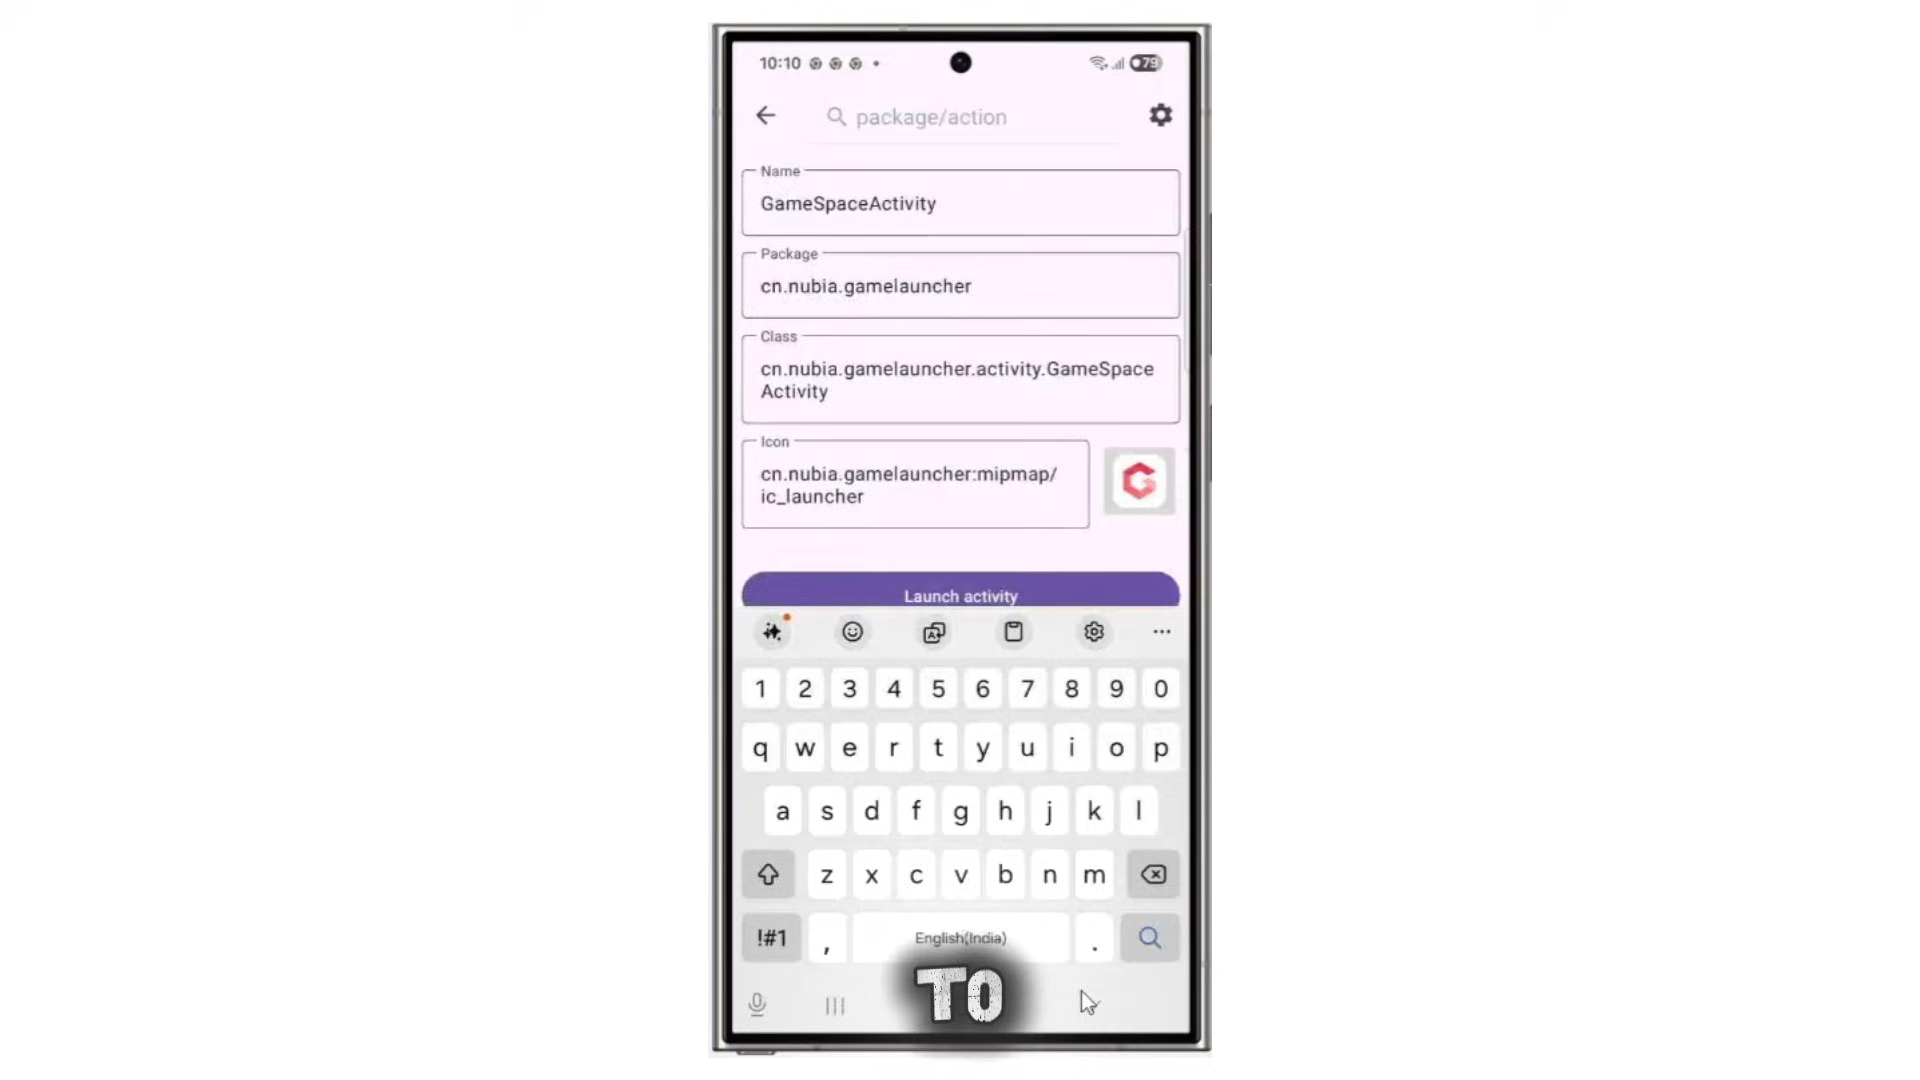 10:10
79
package/action
Name
GameSpaceActivity
Package
cn.nubia.gamelauncher
Class
cn.nubia.gamelauncher.activity.GameSpace
Activity
Icon
cn.nubia.gamelauncher:mipmap/
ic_launcher
Launch activity
1 2 3 4 5 6 7 8 9 0
q w e r t y u i o p
a s d f g h j k l
z x c v b n m
!#1 , English(India) .
TO